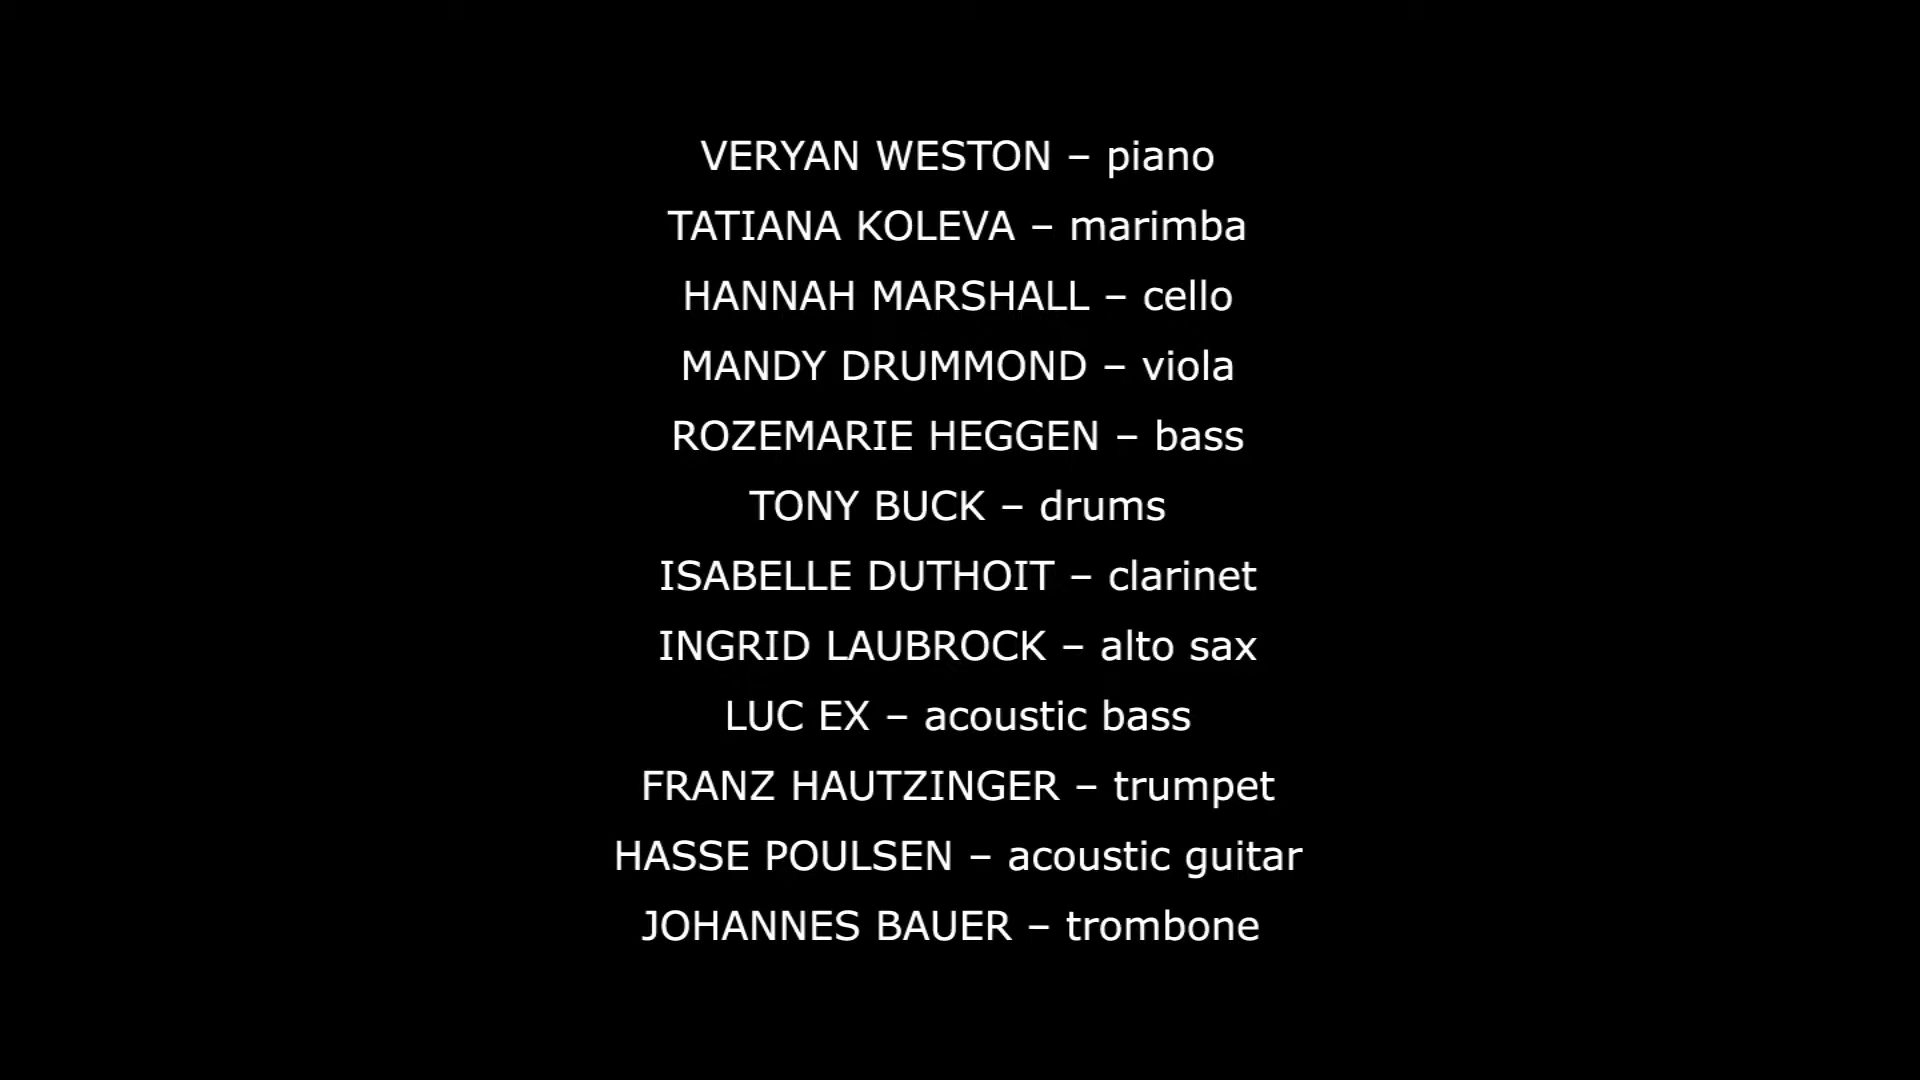 VERYAN WESTON – piano
TATIANA KOLEVA – marimba
HANNAH MARSHALL – cello
MANDY DRUMMOND – viola
ROZEMARIE HEGGEN – bass
TONY BUCK – drums
ISABELLE DUTHOIT – clarinet
INGRID LAUBROCK – alto sax
LUC EX – acoustic bass
FRANZ HAUTZINGER – trumpet
HASSE POULSEN – acoustic guitar
JOHANNES BAUER – trombone